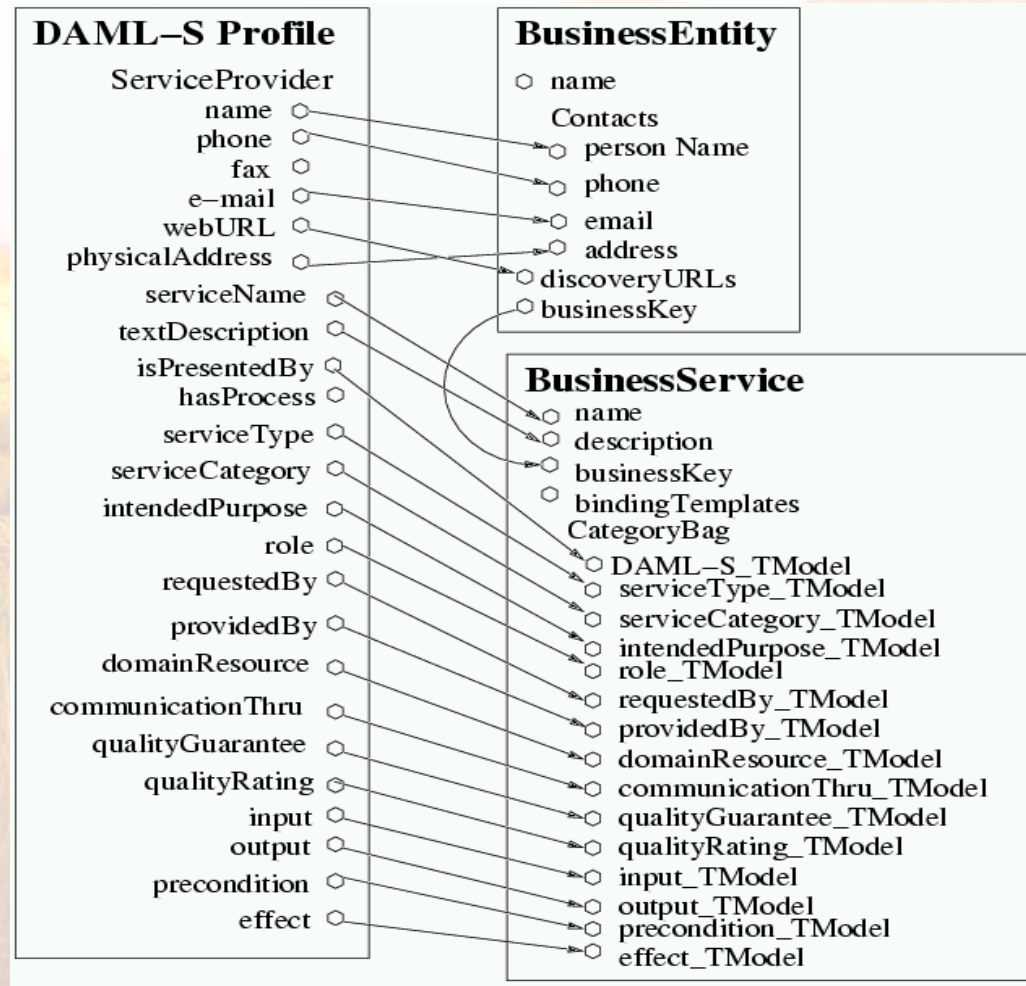 DAML–S Profile
ServiceProvider
name
phone
fax
e–mail
webURL
physicalAddress
serviceName
textDescription
isPresentedBy
hasProcess
serviceType
serviceCategory
intendedPurpose
role
requestedBy
providedBy
domainResource
communicationThru
qualityGuarantee
qualityRating
input
output
precondition
effect
BusinessEntity
name
Contacts
person Name
phone
email
address
discoveryURLs
businessKey
BusinessService
name
description
businessKey
bindingTemplates
CategoryBag
DAML–S_TModel
serviceType_TModel
serviceCategory_TModel
intendedPurpose_TModel
role_TModel
requestedBy_TModel
providedBy_TModel
domainResource_TModel
communicationThru_TModel
qualityGuarantee_TModel
qualityRating_TModel
input_TModel
output_TModel
precondition_TModel
effect_TModel